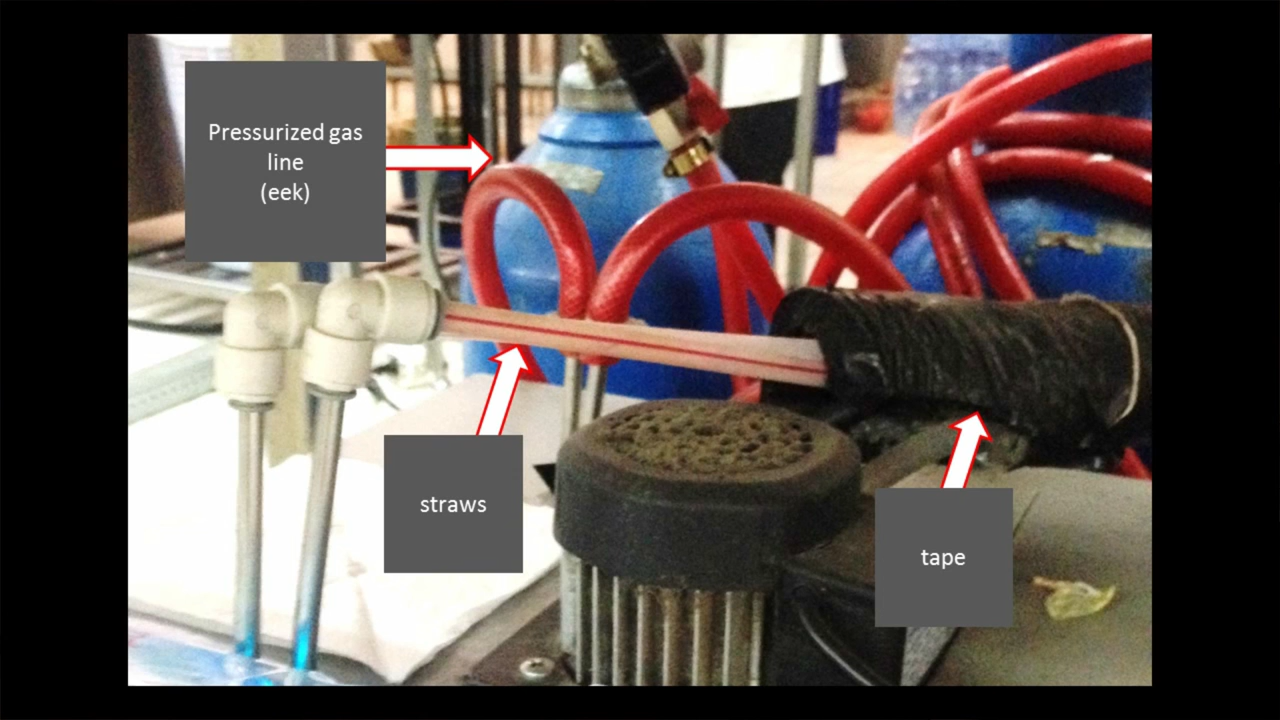 Pressurized gas
line
(eek)
straws
tape